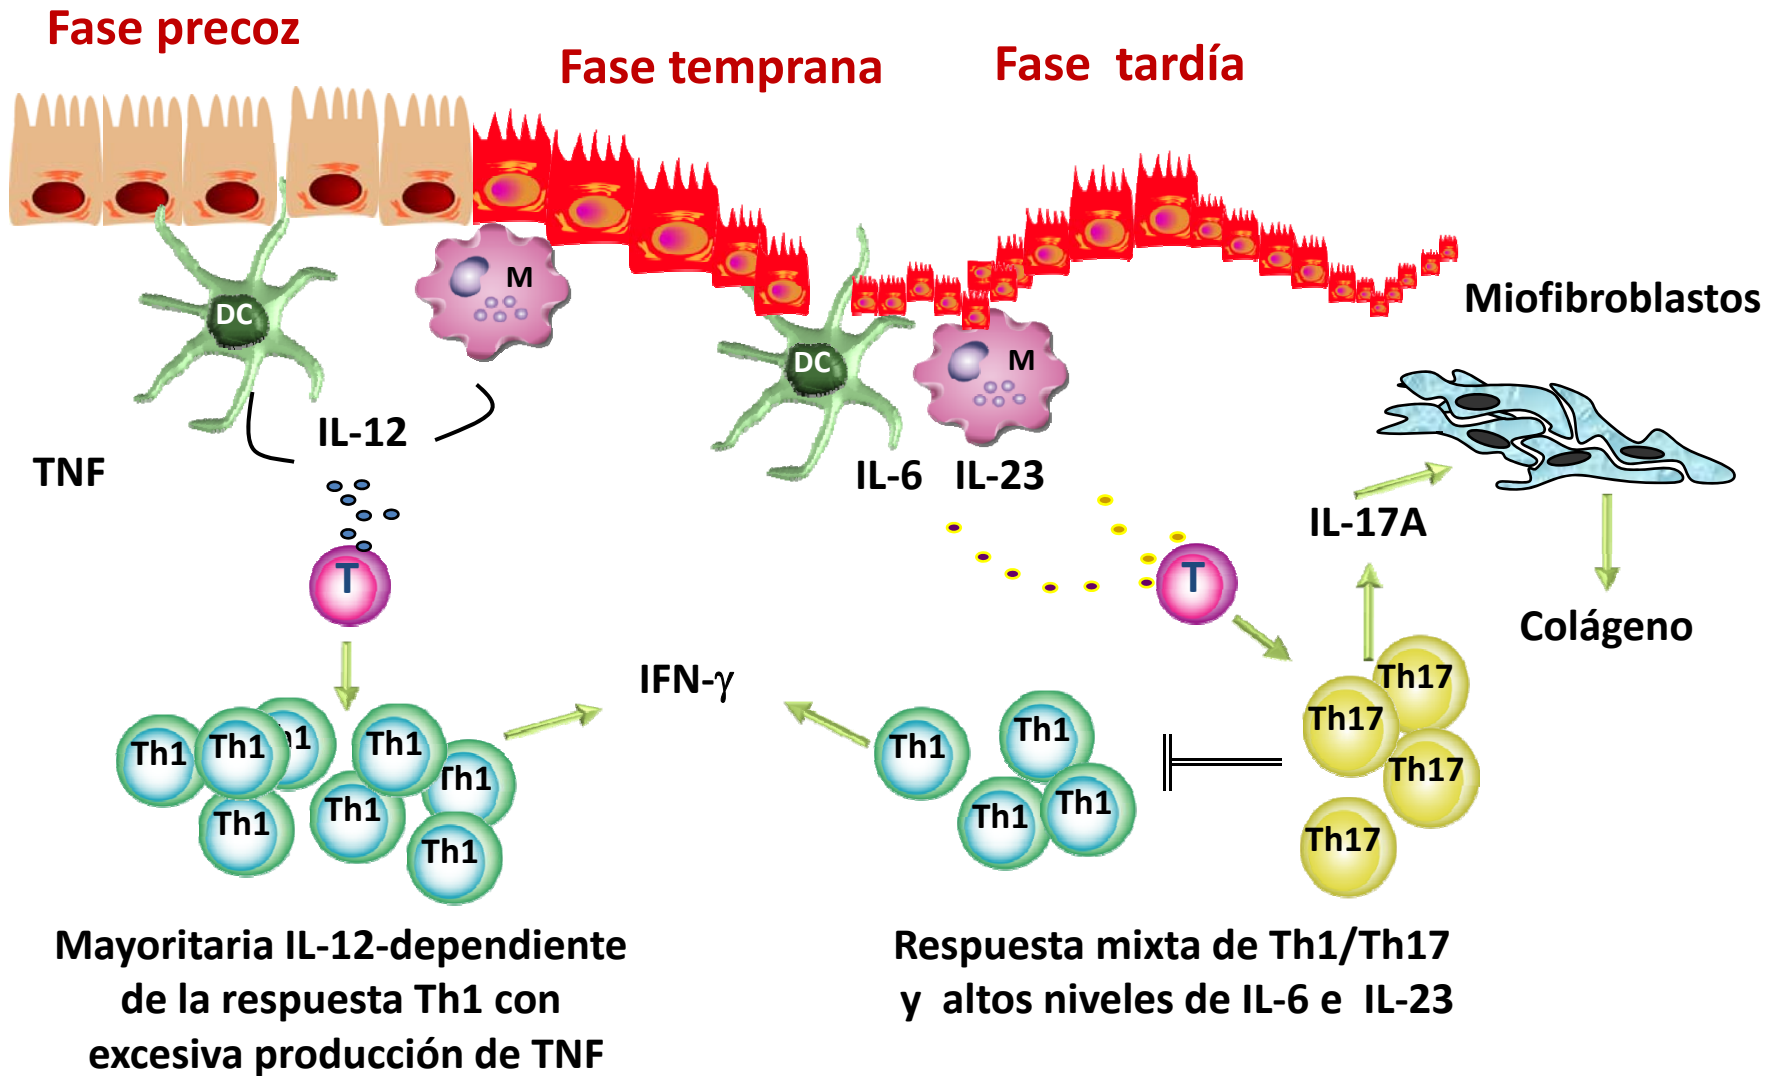 Fase precoz
Fase temprana
Fase tardía
M
DC
Miofibroblastos
DC
M
IL-12
TNF
IL-6 IL-23
IL-17A
T
T
Colágeno
IFN-γ
Th1
Th1
Th1
Th1
Th1
Th1
Th1
Th1
Th1
Th1
Th1
Th1
Th17
Th17
Th17
Th17
Mayoritaria IL-12-dependiente
de la respuesta Th1 con
excesiva producción de TNF
Respuesta mixta de Th1/Th17
y altos niveles de IL-6 e IL-23